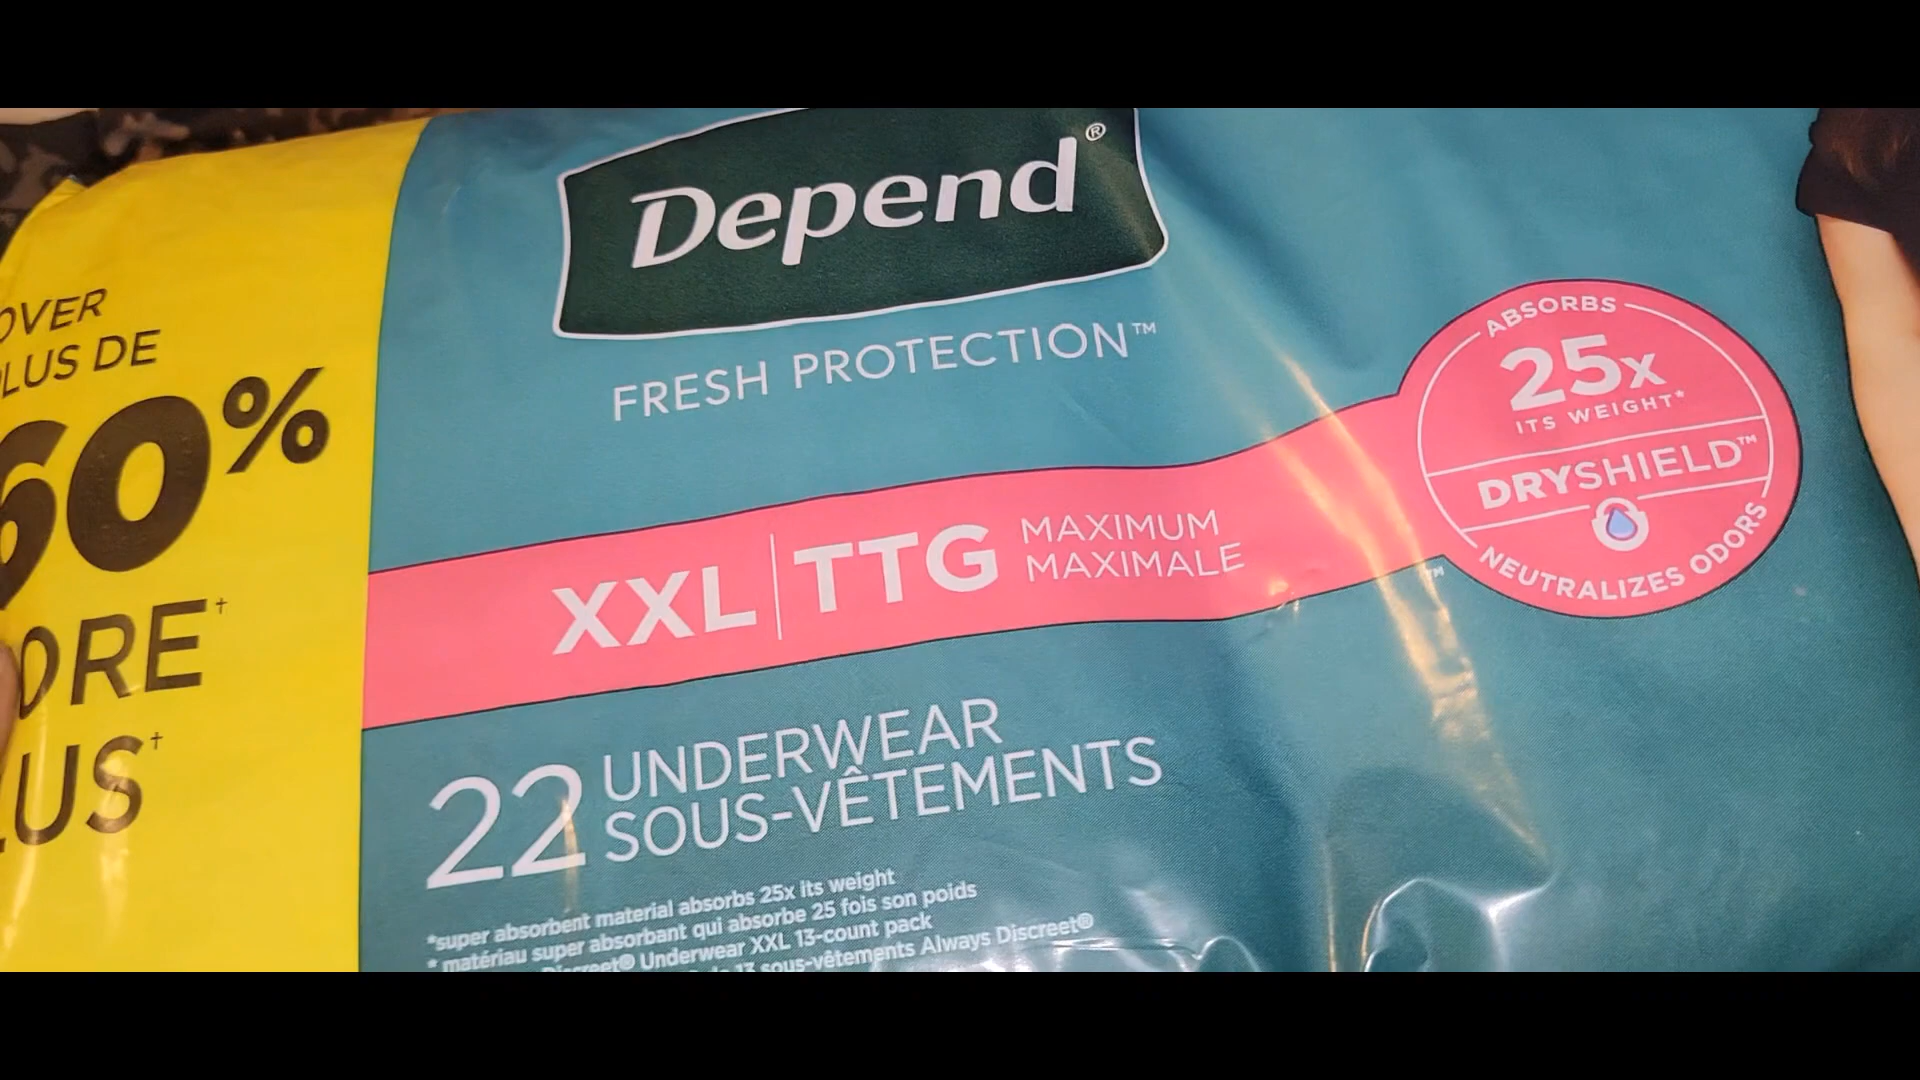 OVER
PLUS DE
60%
ORE†
LUS†
Depend®
FRESH PROTECTION™
XXL | TTG MAXIMUM
MAXIMALE
™
ABSORBS
25x
ITS WEIGHT*
DRYSHIELD™
NEUTRALIZES ODORS
22 UNDERWEAR
SOUS-VÊTEMENTS
*super absorbent material absorbs 25x its weight
*matériau super absorbant qui absorbe 25 fois son poids
Discreet® Underwear XXL 13-count pack
de 13 sous-vêtements Always Discreet®